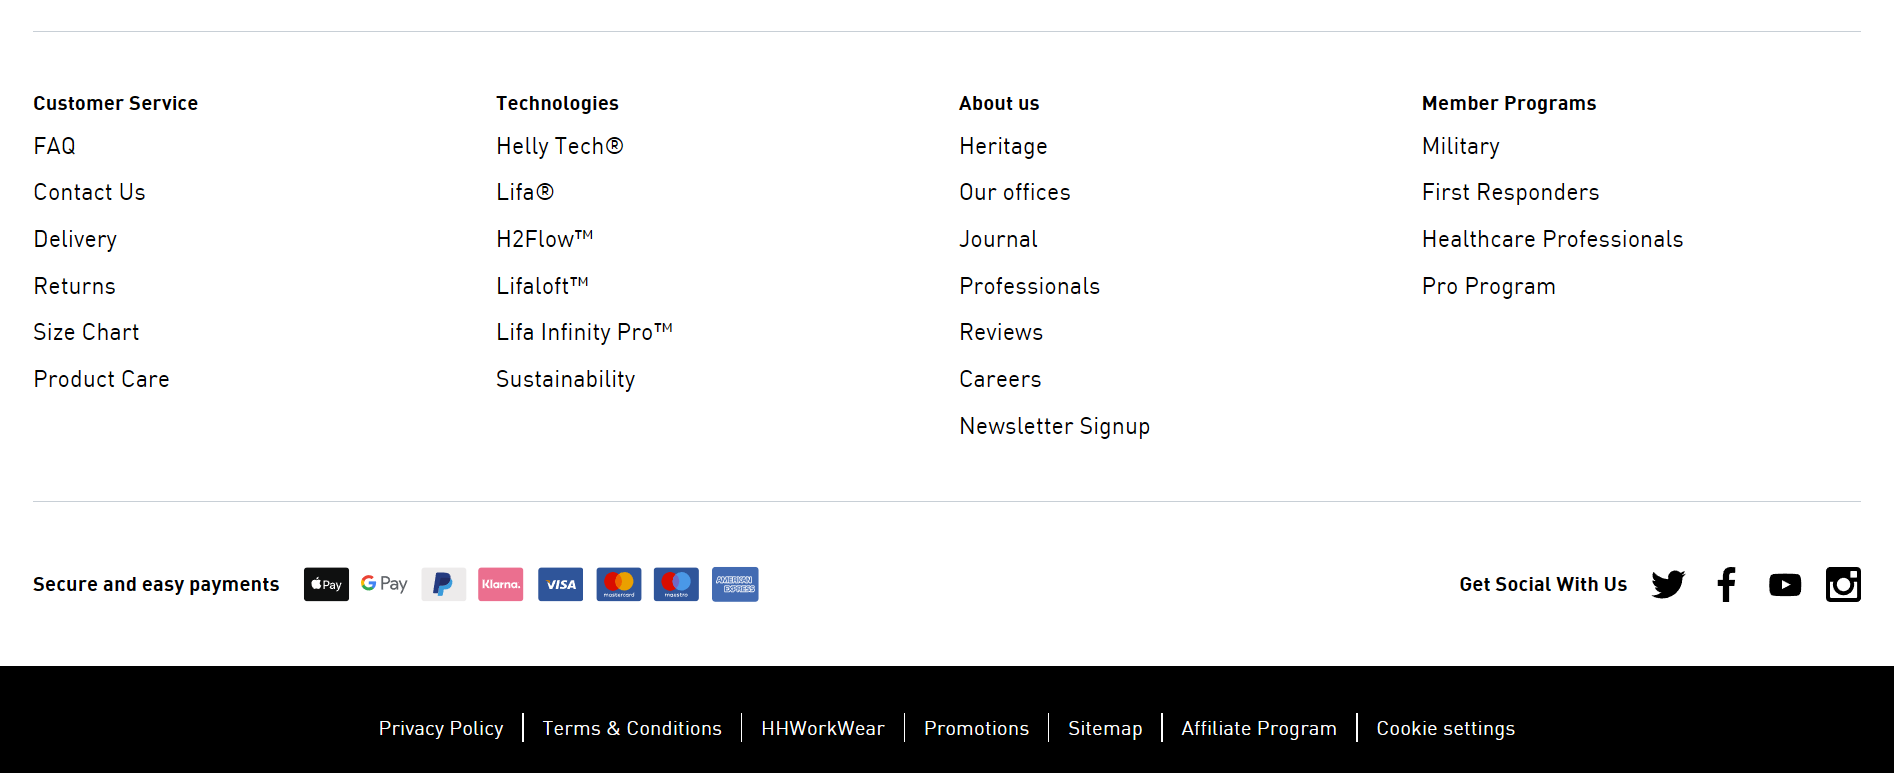 Customer Service
FAQ
Contact Us
Delivery
Returns
Size Chart
Product Care
Technologies
Helly Tech®
Lifa®
H2Flow™
Lifaloft™
Lifa Infinity Pro™
Sustainability
About us
Heritage
Our offices
Journal
Professionals
Reviews
Careers
Newsletter Signup
Member Programs
Military
First Responders
Healthcare Professionals
Pro Program
Secure and easy payments
Pay
G Pay
P
Klarna.
VISA
mastercard
maestro
AMERICAN
EXPRESS
Get Social With Us
Privacy Policy
Terms & Conditions
HHWorkWear
Promotions
Sitemap
Affiliate Program
Cookie settings